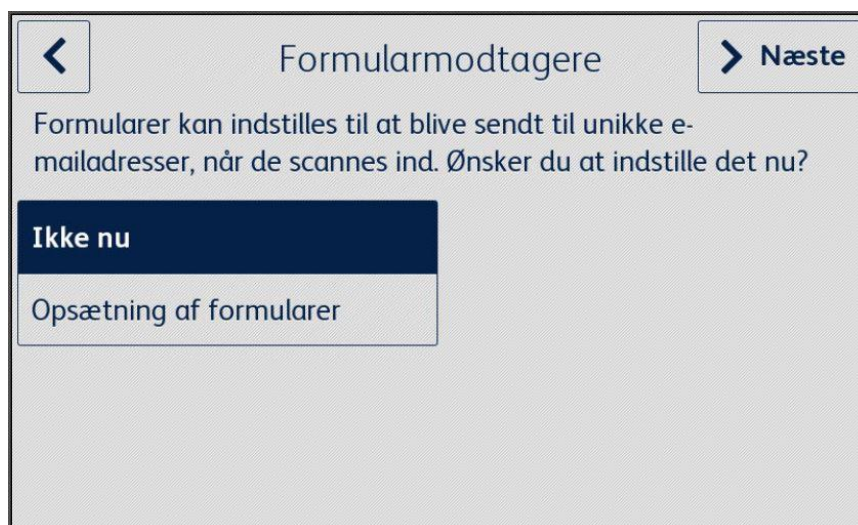 Formularmodtagere
Næste
Formularer kan indstilles til at blive sendt til unikke e-
mailadresser, når de scannes ind. Ønsker du at indstille det nu?
Ikke nu
Opsætning af formularer